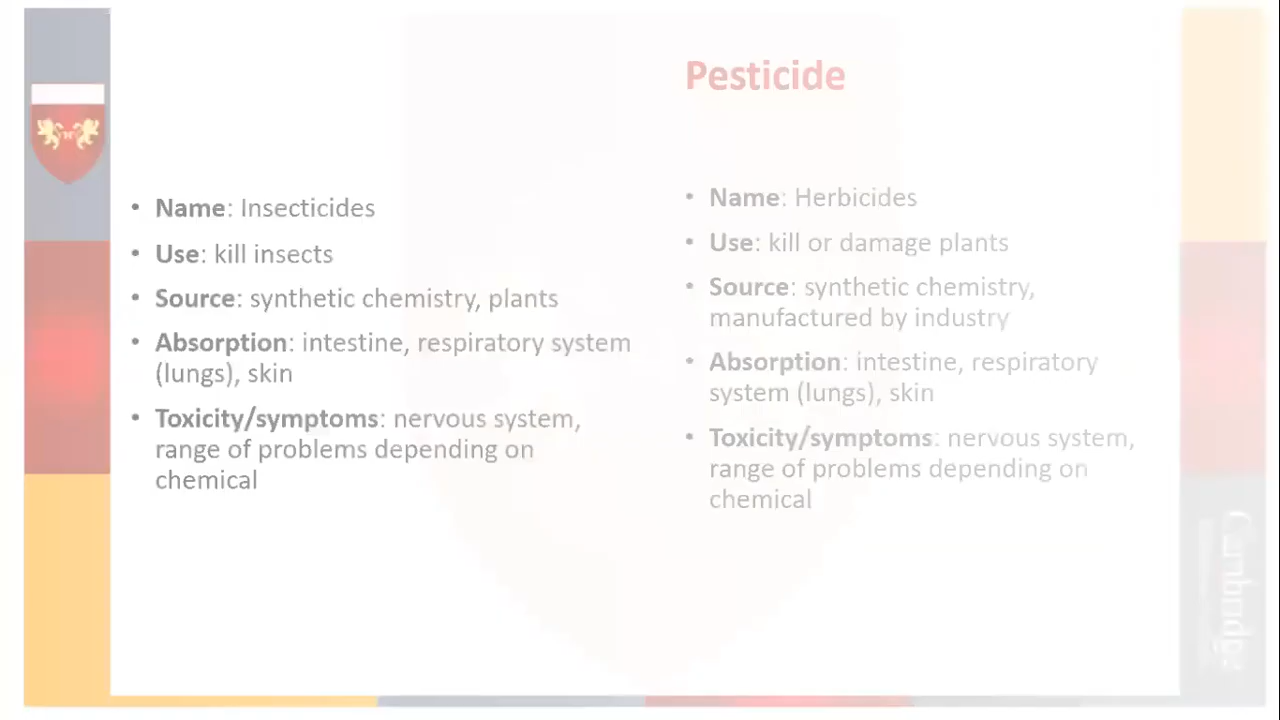 Pesticide
• Name: Insecticides
• Use: kill insects
• Source: synthetic chemistry, plants
• Absorption: intestine, respiratory system
(lungs), skin
• Toxicity/symptoms: nervous system,
range of problems depending on
chemical
• Name: Herbicides
• Use: kill or damage plants
• Source: synthetic chemistry,
manufactured by industry
• Absorption: intestine, respiratory
system (lungs), skin
• Toxicity/symptoms: nervous system,
range of problems depending on
chemical
Cambridge